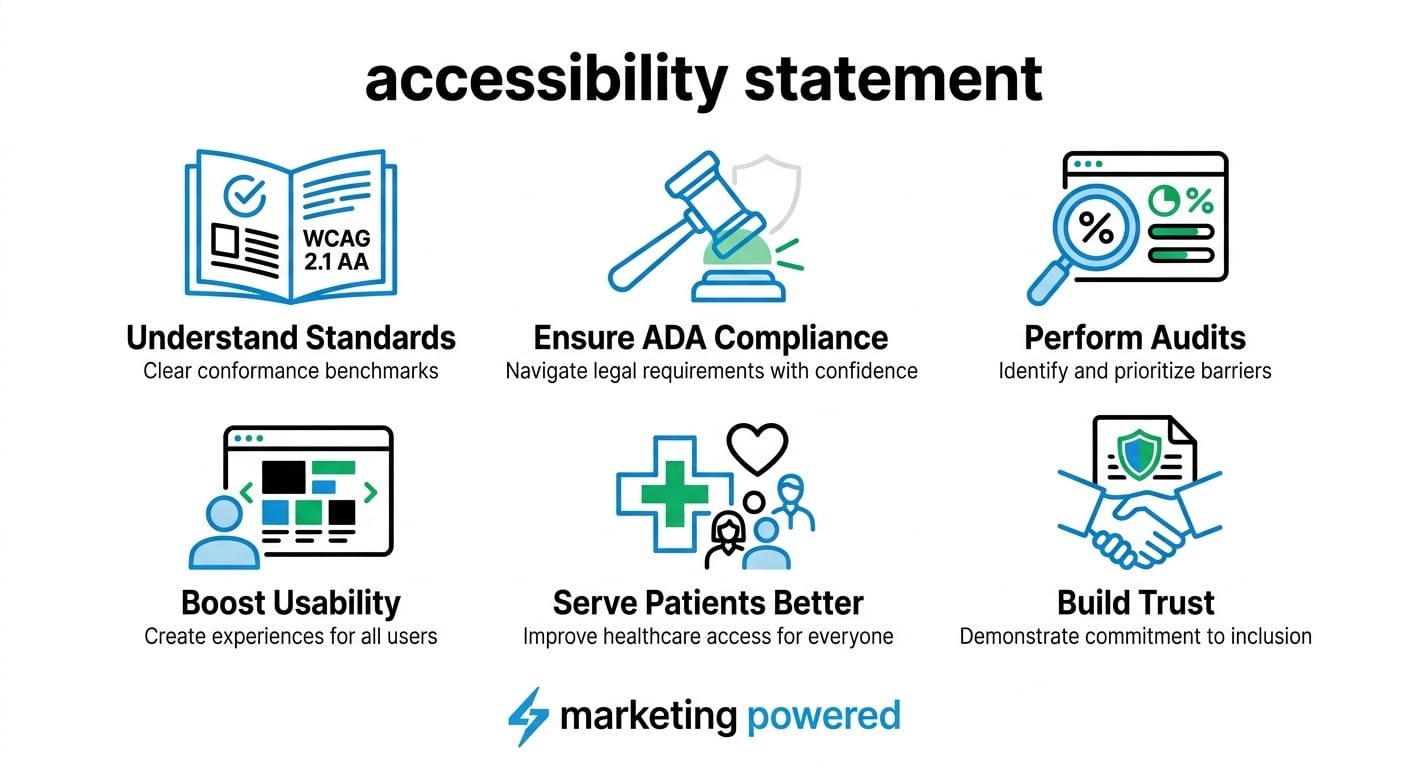 accessibility statement
WCAG
2.1 AA
%
%
Understand Standards
Clear conformance benchmarks
Ensure ADA Compliance
Navigate legal requirements with confidence
Perform Audits
Identify and prioritize barriers
Boost Usability
Create experiences for all users
Serve Patients Better
Improve healthcare access for everyone
Build Trust
Demonstrate commitment to inclusion
marketing powered